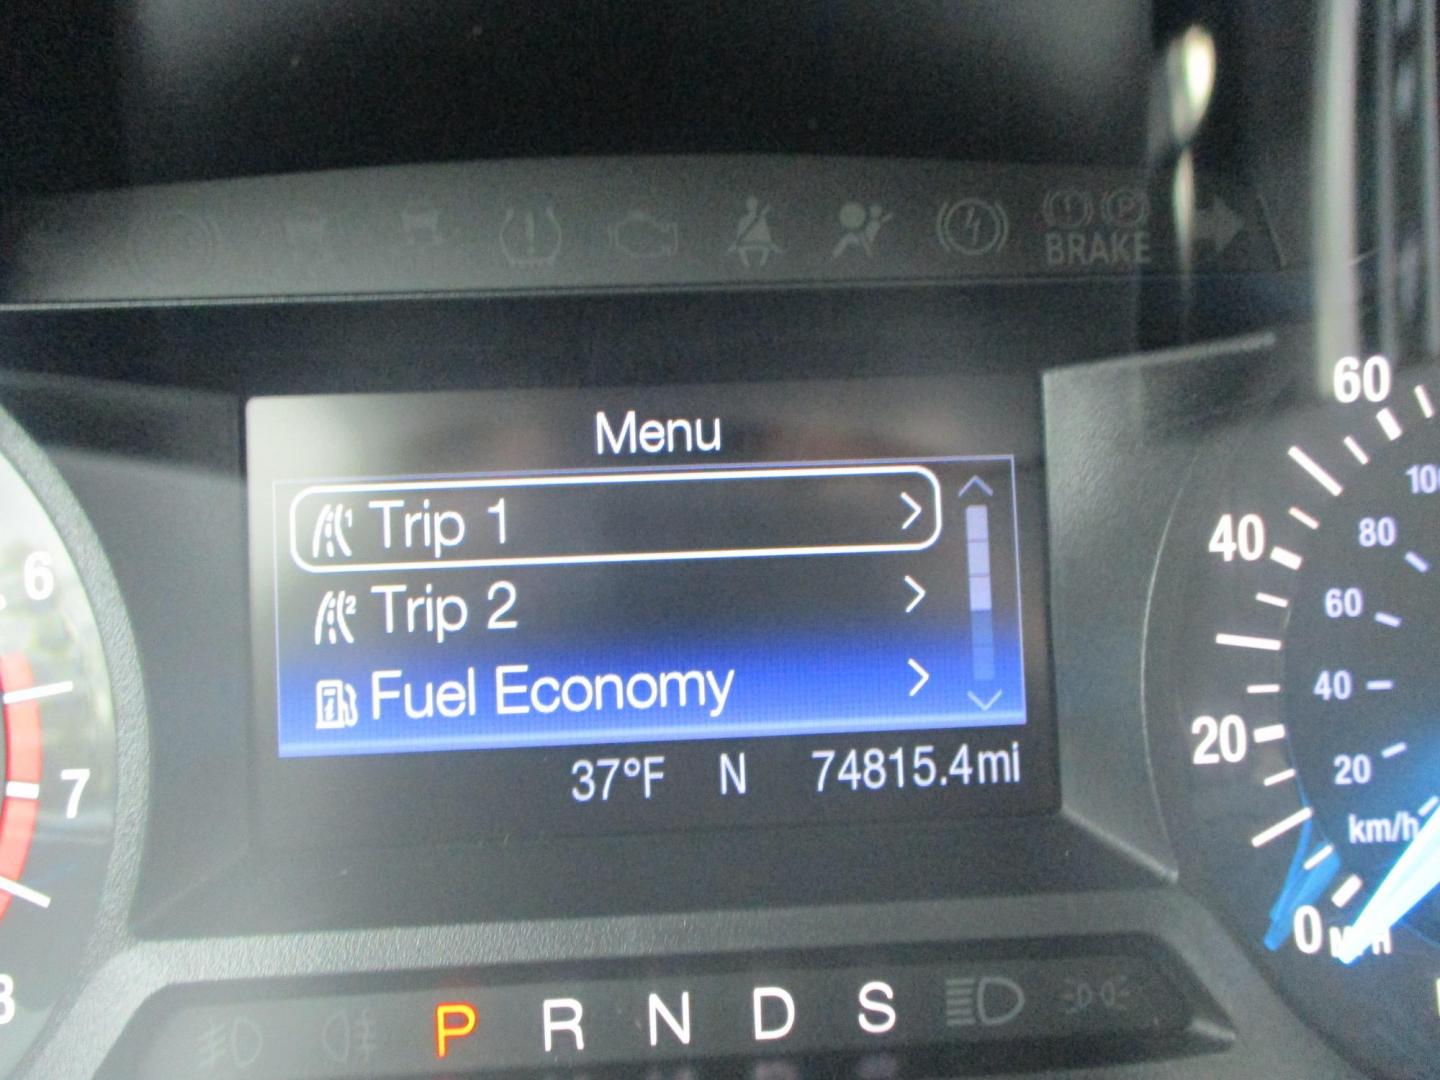 BRAKE
Menu
Trip 1
Trip 2
Fuel Economy
37°F N 74815.4mi
6
7
60
40
20
0 MPH
80
60
40
20
km/h
P R N D S